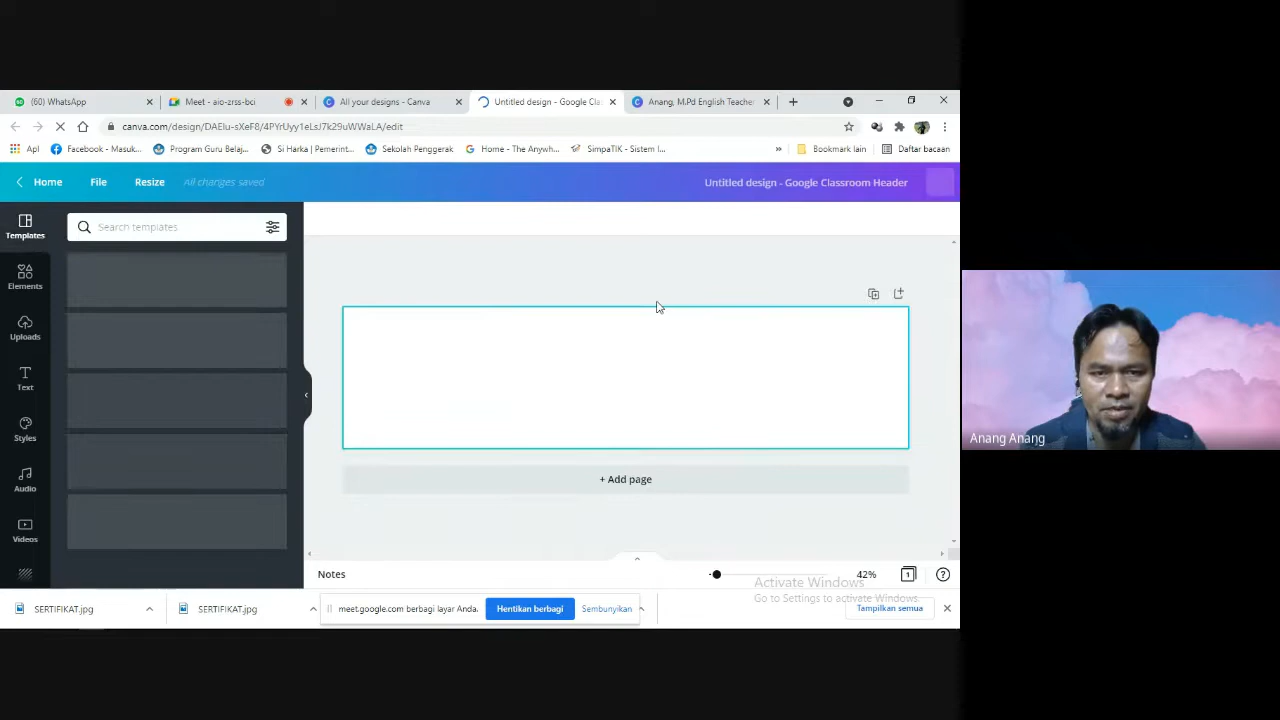 (60) WhatsApp
Meet - aio-zrss-bci
All your designs - Canva
Untitled design - Google Cla
Anang, M.Pd English Teache
canva.com/design/DAElu-sXeF8/4PYrUyy1eLsJ7k29uWWaLA/edit
Apl
Facebook - Masuk...
Program Guru Belaj...
Si Harka | Pemerint...
Sekolah Penggerak
Home - The Anywh...
SimpaTIK - Sistem I...
»
Bookmark lain
Daftar bacaan
Home
File
Resize
All changes saved
Untitled design - Google Classroom Header
Templates
Search templates
Elements
Uploads
Text
Styles
Audio
Videos
+ Add page
Anang Anang
Notes
42%
1
?
Activate Windows
Go to Settings to activate Windows.
SERTIFIKAT.jpg
SERTIFIKAT.jpg
meet.google.com berbagi layar Anda.
Hentikan berbagi
Sembunyikan
Tampilkan semua